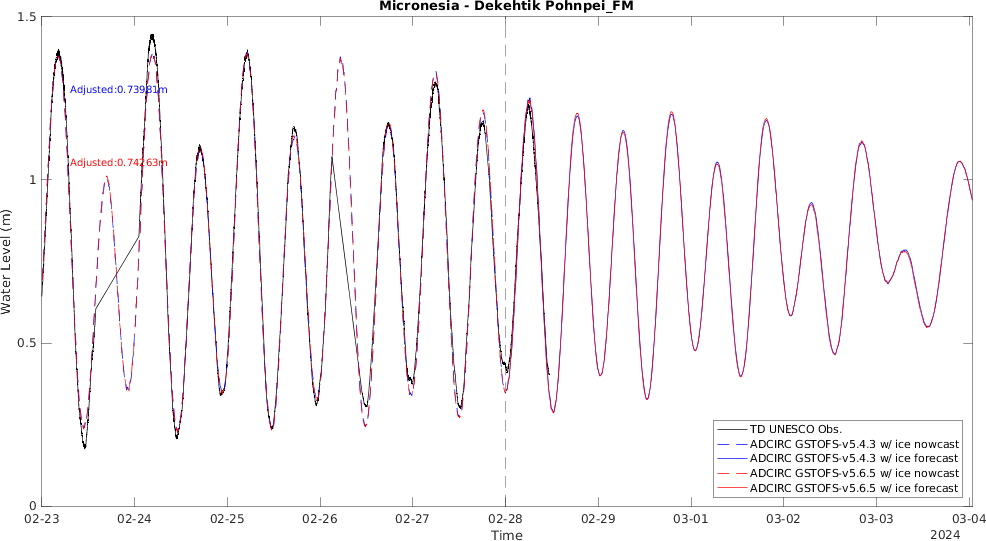 Micronesia - Dekehtik Pohnpei_FM
1.5
Adjusted:0.73981m
Adjusted:0.74263m
1
Water Level (m)
0.5
TD UNESCO Obs.
ADCIRC GSTOFS-v5.4.3 w/ ice nowcast
ADCIRC GSTOFS-v5.4.3 w/ ice forecast
ADCIRC GSTOFS-v5.6.5 w/ ice nowcast
ADCIRC GSTOFS-v5.6.5 w/ ice forecast
0
02-23 02-24 02-25 02-26 02-27 02-28 02-29 03-01 03-02 03-03 03-04
Time 2024